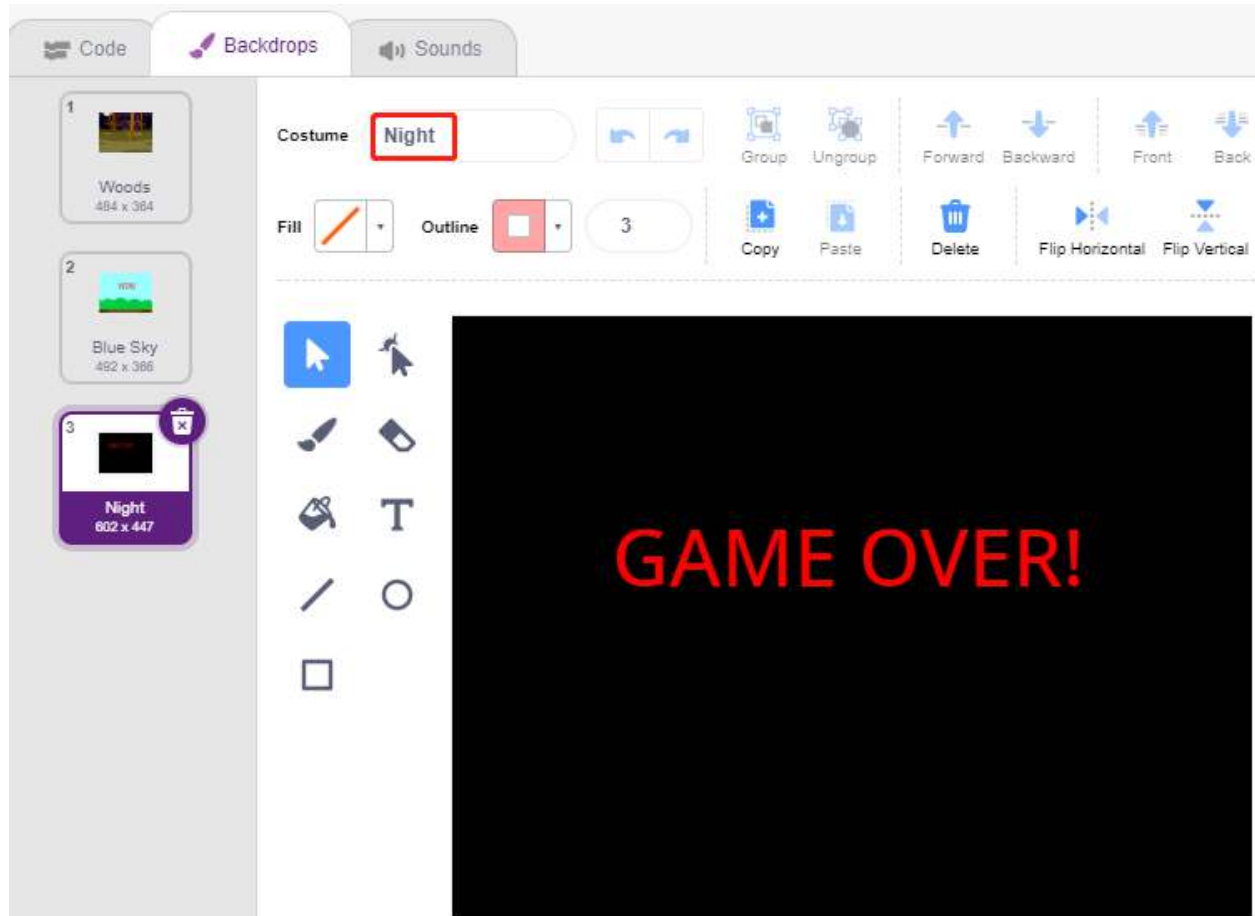 Code
Backdrops
Sounds
1
Woods
484 x 364
2
WIN!
Blue Sky
492 x 366
3
Night
602 x 447
Costume
Night
Group
Ungroup
Forward
Backward
Front
Back
Fill
Outline
3
Copy
Paste
Delete
Flip Horizontal
Flip Vertical
T
GAME OVER!